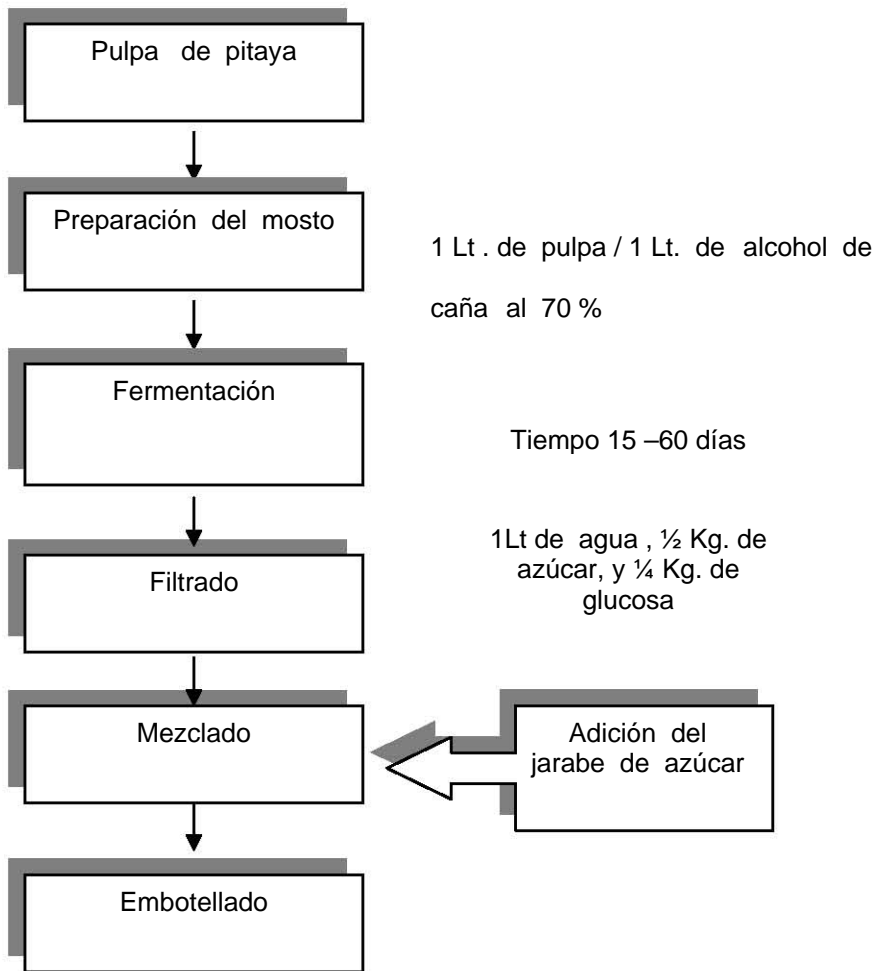 Pulpa de pitaya
Preparación del mosto
1 Lt . de pulpa / 1 Lt. de alcohol de
caña al 70 %
Fermentación
Tiempo 15 –60 días
1Lt de agua , ½ Kg. de
azúcar, y ¼ Kg. de
glucosa
Filtrado
Mezclado
Adición del
jarabe de azúcar
Embotellado